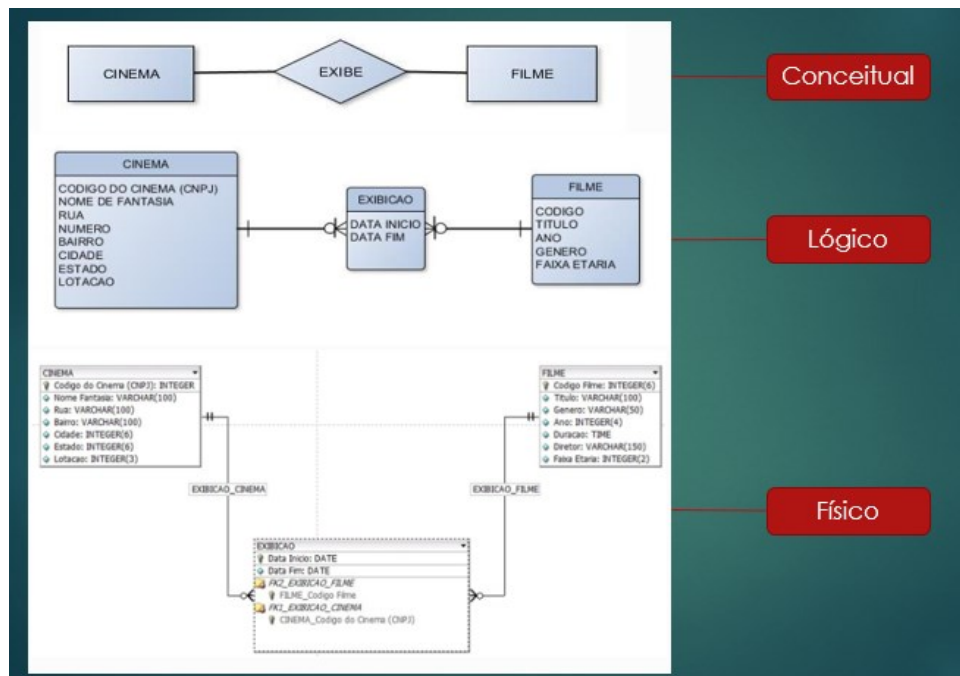 CINEMA
EXIBE
FILME
Conceitual
CINEMA
CODIGO DO CINEMA (CNPJ)
NOME DE FANTASIA
RUA
NUMERO
BAIRRO
CIDADE
ESTADO
LOTACAO
EXIBICAO
DATA INICIO
DATA FIM
FILME
CODIGO
TITULO
ANO
GENERO
FAIXA ETARIA
Lógico
CINEMA
Codigo do Cinema (CNPJ): INTEGER
Nome Fantasia: VARCHAR(100)
Rua: VARCHAR(100)
Bairro: VARCHAR(100)
Cidade: INTEGER(6)
Estado: INTEGER(6)
Lotacao: INTEGER(3)
FILME
Codigo Filme: INTEGER(6)
Titulo: VARCHAR(100)
Genero: VARCHAR(50)
Ano: INTEGER(4)
Duracao: TIME
Diretor: VARCHAR(150)
Faixa Etaria: INTEGER(2)
EXIBICAO_CINEMA
EXIBICAO_FILME
Físico
EXIBICAO
Data Inicio: DATE
Data Fim: DATE
FK2_EXIBICAO_FILME
FILME_Codigo Filme
FK1_EXIBICAO_CINEMA
CINEMA_Codigo do Cinema (CNPJ)